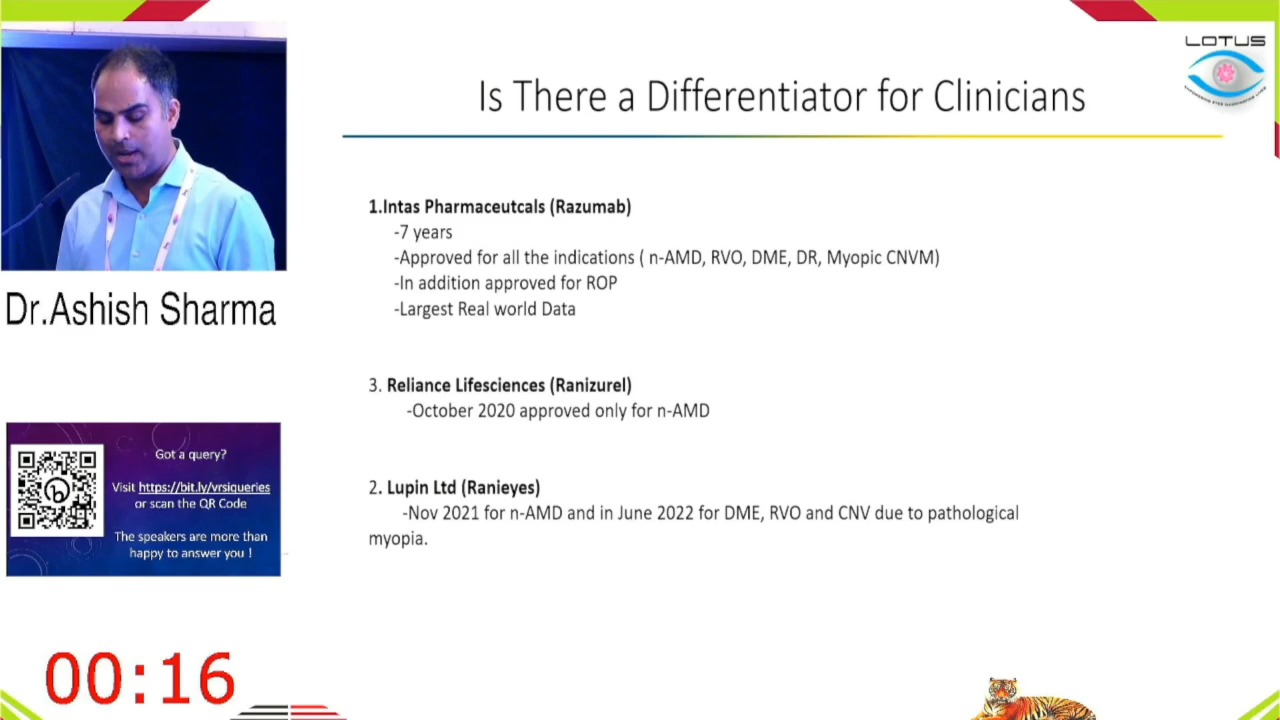 LOTUS
Is There a Differentiator for Clinicians
1.Intas Pharmaceutcals (Razumab)
-7 years
-Approved for all the indications ( n-AMD, RVO, DME, DR, Myopic CNVM)
-In addition approved for ROP
-Largest Real world Data
3. Reliance Lifesciences (Ranizurel)
-October 2020 approved only for n-AMD
2. Lupin Ltd (Ranieyes)
-Nov 2021 for n-AMD and in June 2022 for DME, RVO and CNV due to pathological
myopia.
Dr.Ashish Sharma
Got a query?
Visit https://bit.ly/vrsiqueries
or scan the QR Code
The speakers are more than
happy to answer you !
00:16